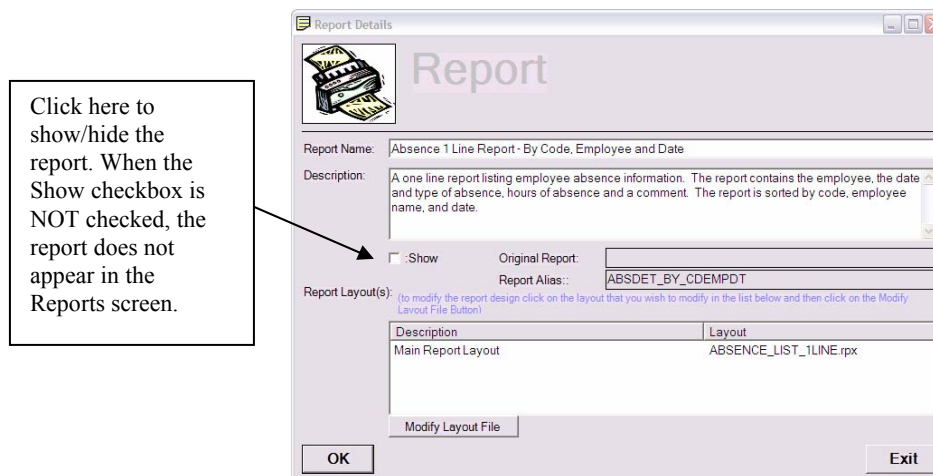 Report Details
Report
Click here to
show/hide the
report. When the
Show checkbox is
NOT checked, the
report does not
appear in the
Reports screen.
Report Name: Absence 1 Line Report - By Code, Employee and Date
Description: A one line report listing employee absence information. The report contains the employee, the date
and type of absence, hours of absence and a comment. The report is sorted by code, employee
name, and date.
:Show Original Report:
Report Alias:: ABSDET_BY_CDEMPDT
Report Layout(s): (to modify the report design click on the layout that you wish to modify in the list below and then click on the Modify
Layout File Button)
Description Layout
Main Report Layout ABSENCE_LIST_1LINE.rpx
Modify Layout File
OK Exit